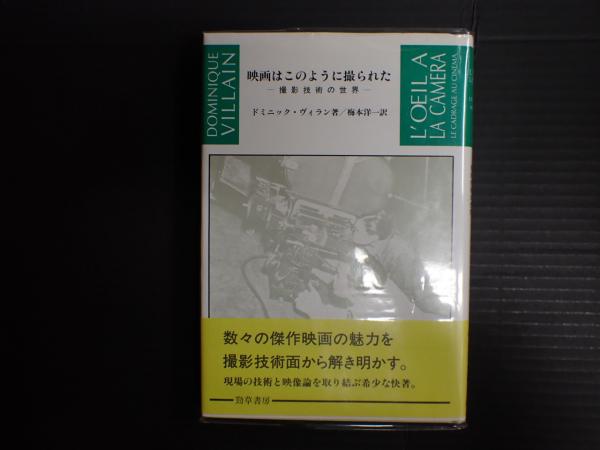 DOMINIQUE
VILLAIN
映画はこのように撮られた
—撮影技術の世界—
ドミニック・ヴィラン著／梅本洋一訳
L'OEIL A
LA CAMERA
LE CADRAGE AU CINEMA
数々の傑作映画の魅力を
撮影技術面から解き明かす。
現場の技術と映像論を取り結ぶ希少な快著。
勁草書房